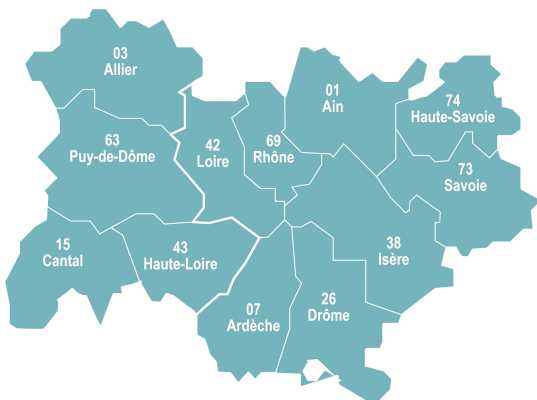 03
Allier
01
Ain
74
Haute-Savoie
63
Puy-de-Dôme
42
Loire
69
Rhône
73
Savoie
15
Cantal
43
Haute-Loire
38
Isère
07
Ardèche
26
Drôme